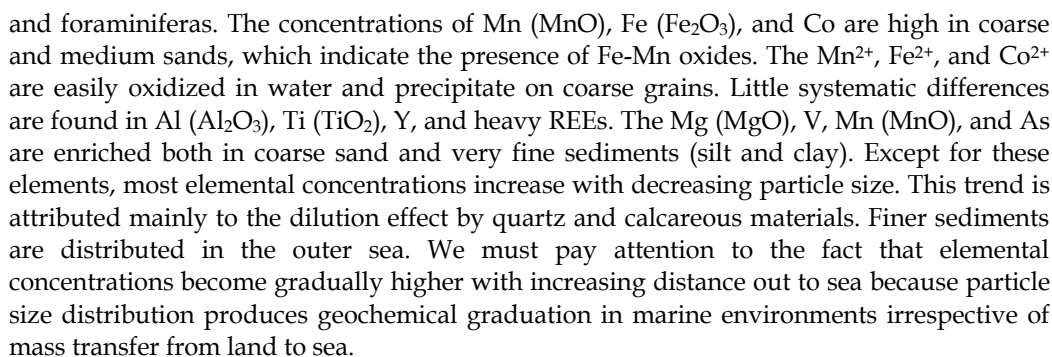 and foraminiferas. The concentrations of Mn (MnO), Fe (Fe₂O₃), and Co are high in coarse
and medium sands, which indicate the presence of Fe-Mn oxides. The Mn²⁺, Fe²⁺, and Co²⁺
are easily oxidized in water and precipitate on coarse grains. Little systematic differences
are found in Al (Al₂O₃), Ti (TiO₂), Y, and heavy REEs. The Mg (MgO), V, Mn (MnO), and As
are enriched both in coarse sand and very fine sediments (silt and clay). Except for these
elements, most elemental concentrations increase with decreasing particle size. This trend is
attributed mainly to the dilution effect by quartz and calcareous materials. Finer sediments
are distributed in the outer sea. We must pay attention to the fact that elemental
concentrations become gradually higher with increasing distance out to sea because particle
size distribution produces geochemical graduation in marine environments irrespective of
mass transfer from land to sea.